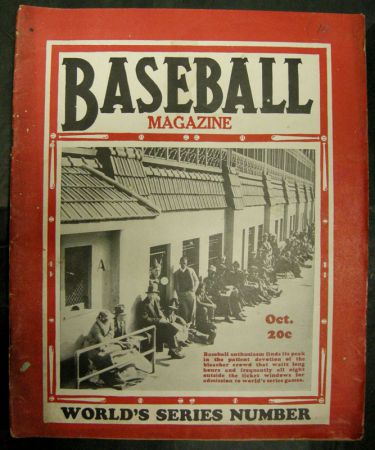 BASEBALL
MAGAZINE
A
Oct.
20c
Baseball enthusiasm finds its peak
in the patient devotion of the
bleacher crowd that waits long
hours and frequently all night
outside the ticket windows for
admission to world's series games.
WORLD'S SERIES NUMBER